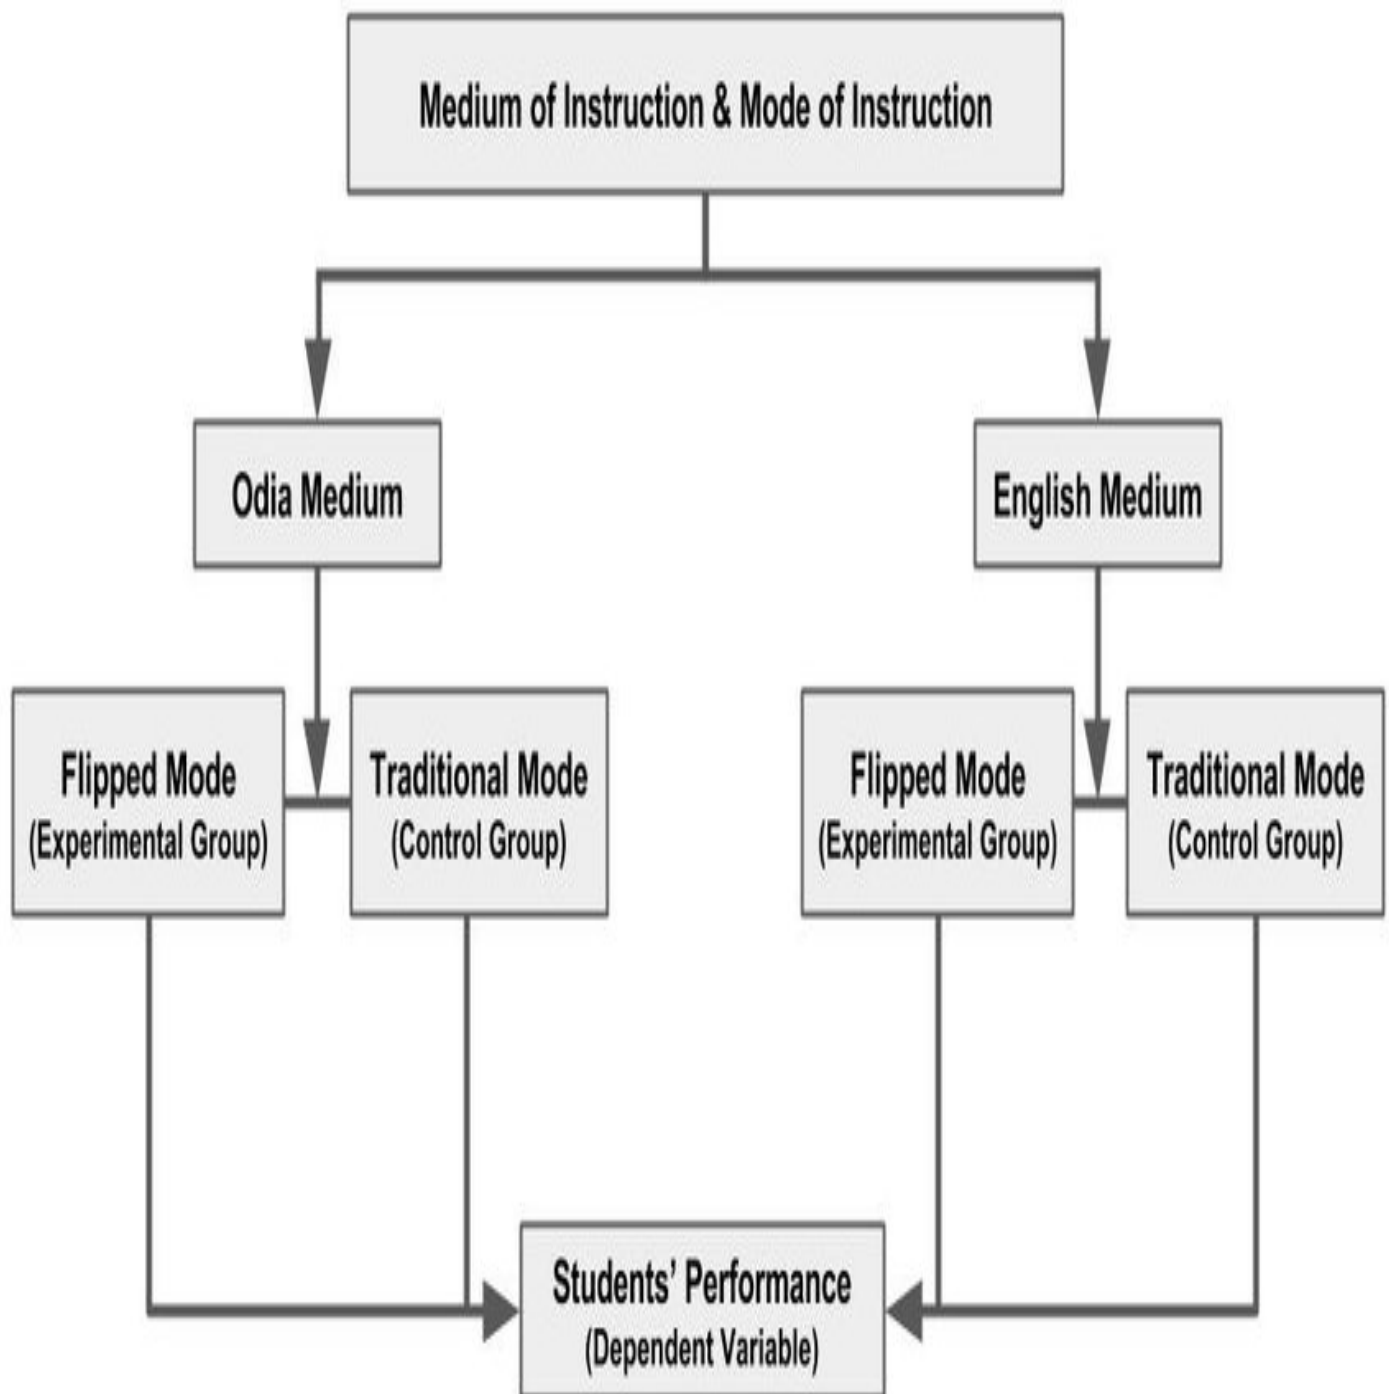 Medium of Instruction & Mode of Instruction
Odia Medium
English Medium
Flipped Mode
(Experimental Group)
Traditional Mode
(Control Group)
Flipped Mode
(Experimental Group)
Traditional Mode
(Control Group)
Students’ Performance
(Dependent Variable)